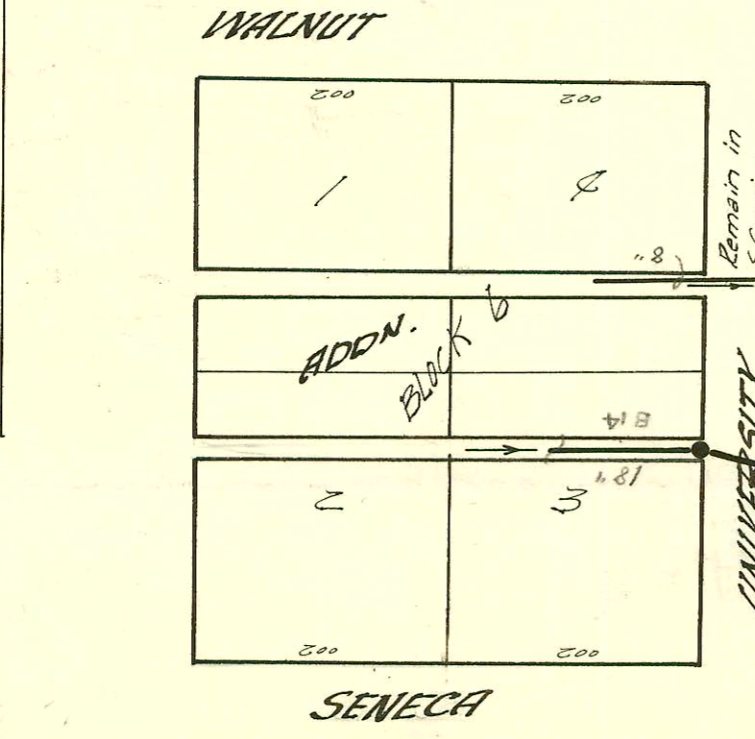 WALNUT
200 200
1 4
8"
Remain in
ADDN.
BLOCK 6
B14
18"
2 3
UNIVERSITY
200 200
SENECA